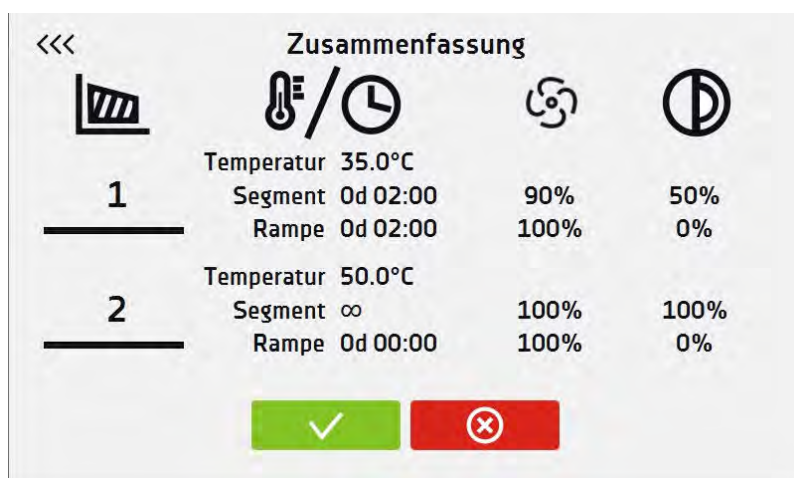 <<< Zusammenfassung
Temperatur 35.0°C
1 Segment 0d 02:00 90% 50%
Rampe 0d 02:00 100% 0%
Temperatur 50.0°C
2 Segment ∞ 100% 100%
Rampe 0d 00:00 100% 0%